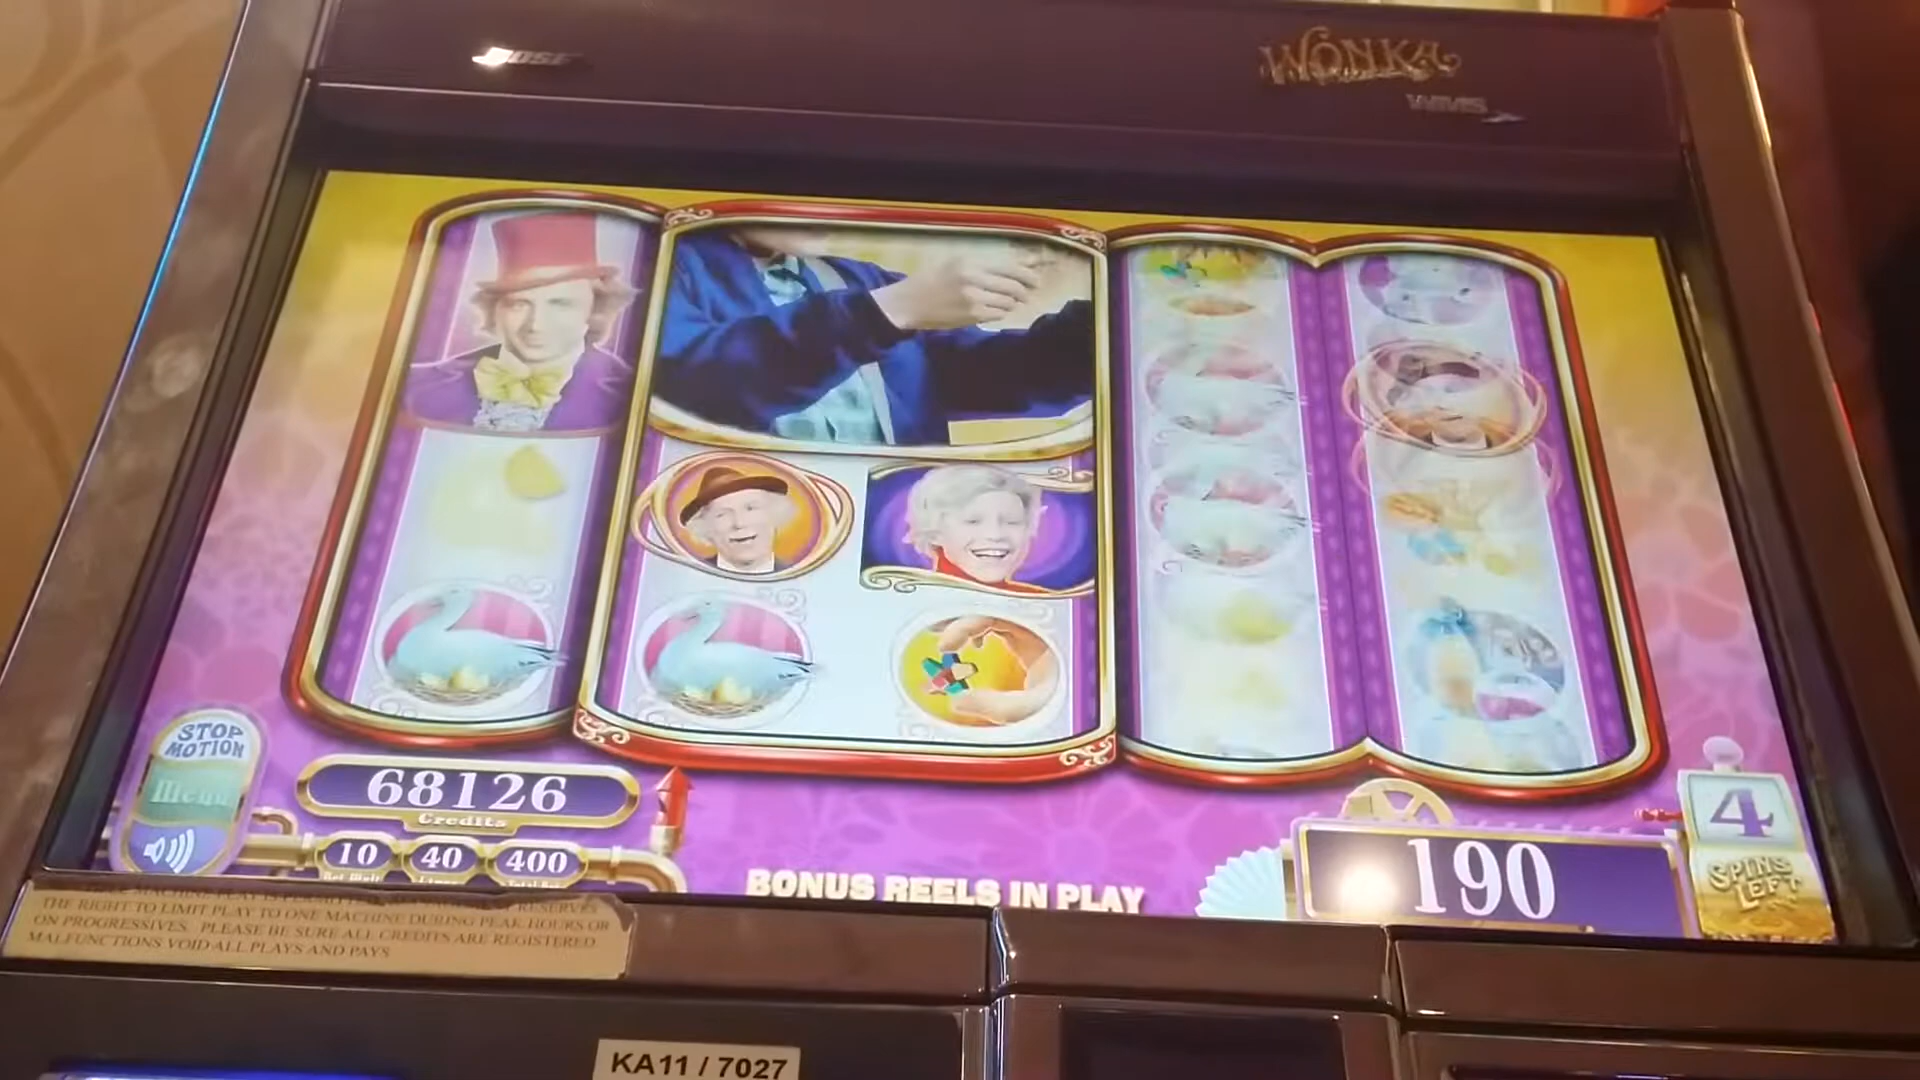 BOSE
WONKA
WMS
STOP
MOTION
Menu
68126
Credits
10
40
400
BONUS REELS IN PLAY
190
4
SPINS
LEFT
RESERVES
THE RIGHT TO LIMIT PLAY TO ONE MACHINE DURING PEAK HOURS OR
ON PROGRESSIVES. PLEASE BE SURE ALL CREDITS ARE REGISTERED
MALFUNCTIONS VOID ALL PLAYS AND PAYS
KA11 / 7027